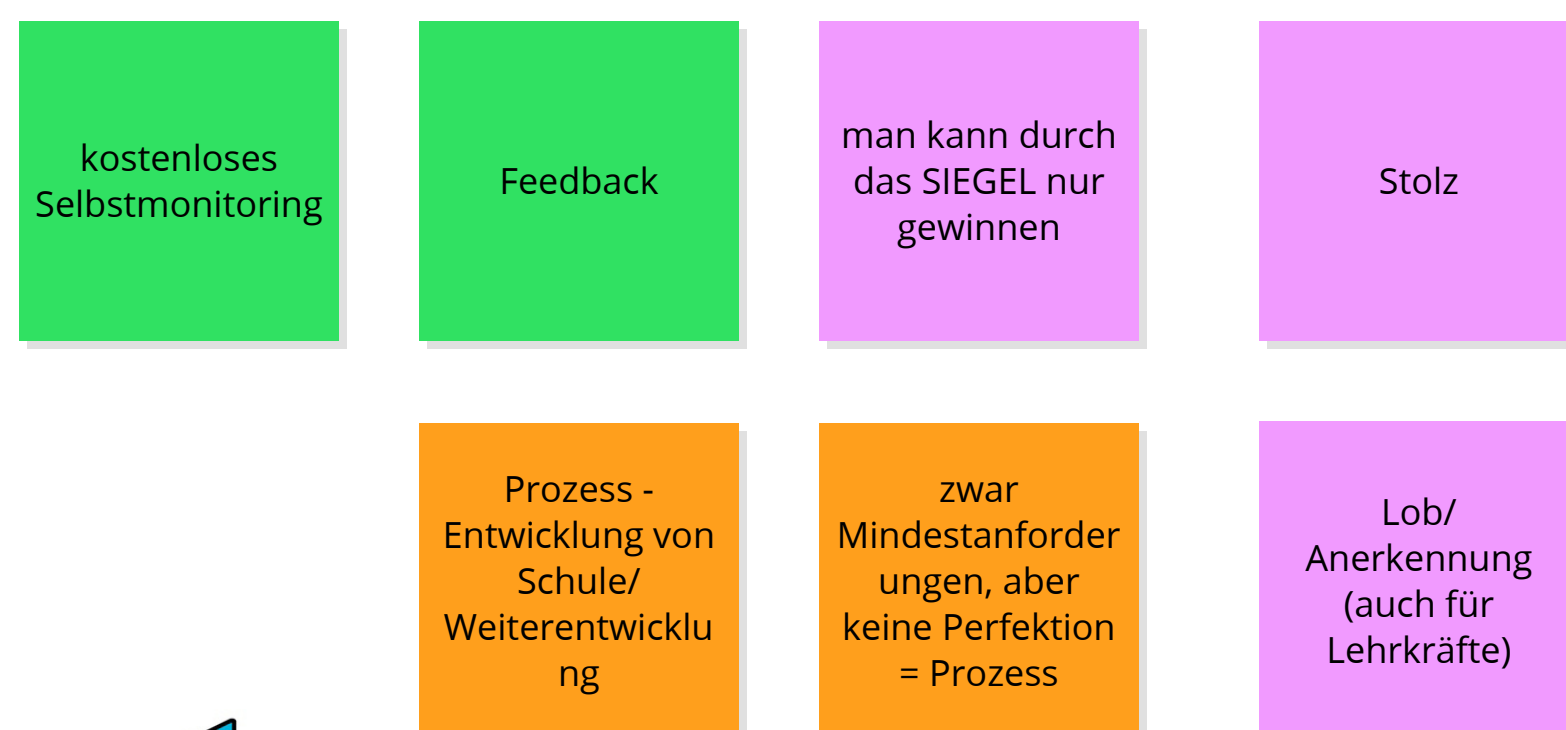 kostenloses
Selbstmonitoring
Feedback
man kann durch
das SIEGEL nur
gewinnen
Stolz
Prozess -
Entwicklung von
Schule/
Weiterentwicklu
ng
zwar
Mindestanforder
ungen, aber
keine Perfektion
= Prozess
Lob/
Anerkennung
(auch für
Lehrkräfte)